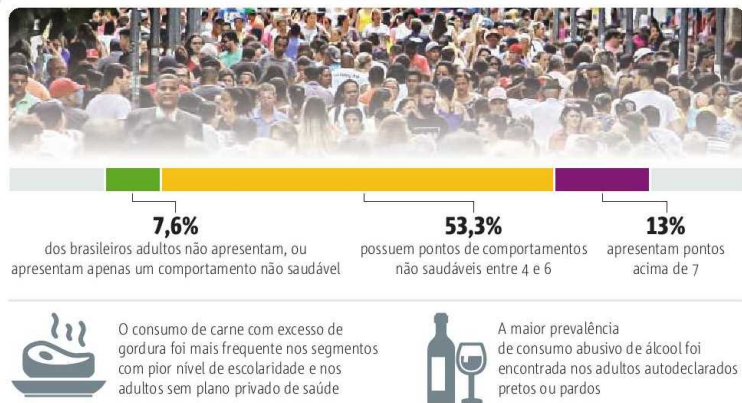 7,6%
dos brasileiros adultos não apresentam, ou
apresentam apenas um comportamento não saudável
53,3%
possuem pontos de comportamentos
não saudáveis entre 4 e 6
13%
apresentam pontos
acima de 7
O consumo de carne com excesso de
gordura foi mais frequente nos segmentos
com pior nível de escolaridade e nos
adultos sem plano privado de saúde
A maior prevalência
de consumo abusivo de álcool foi
encontrada nos adultos autodeclarados
pretos ou pardos